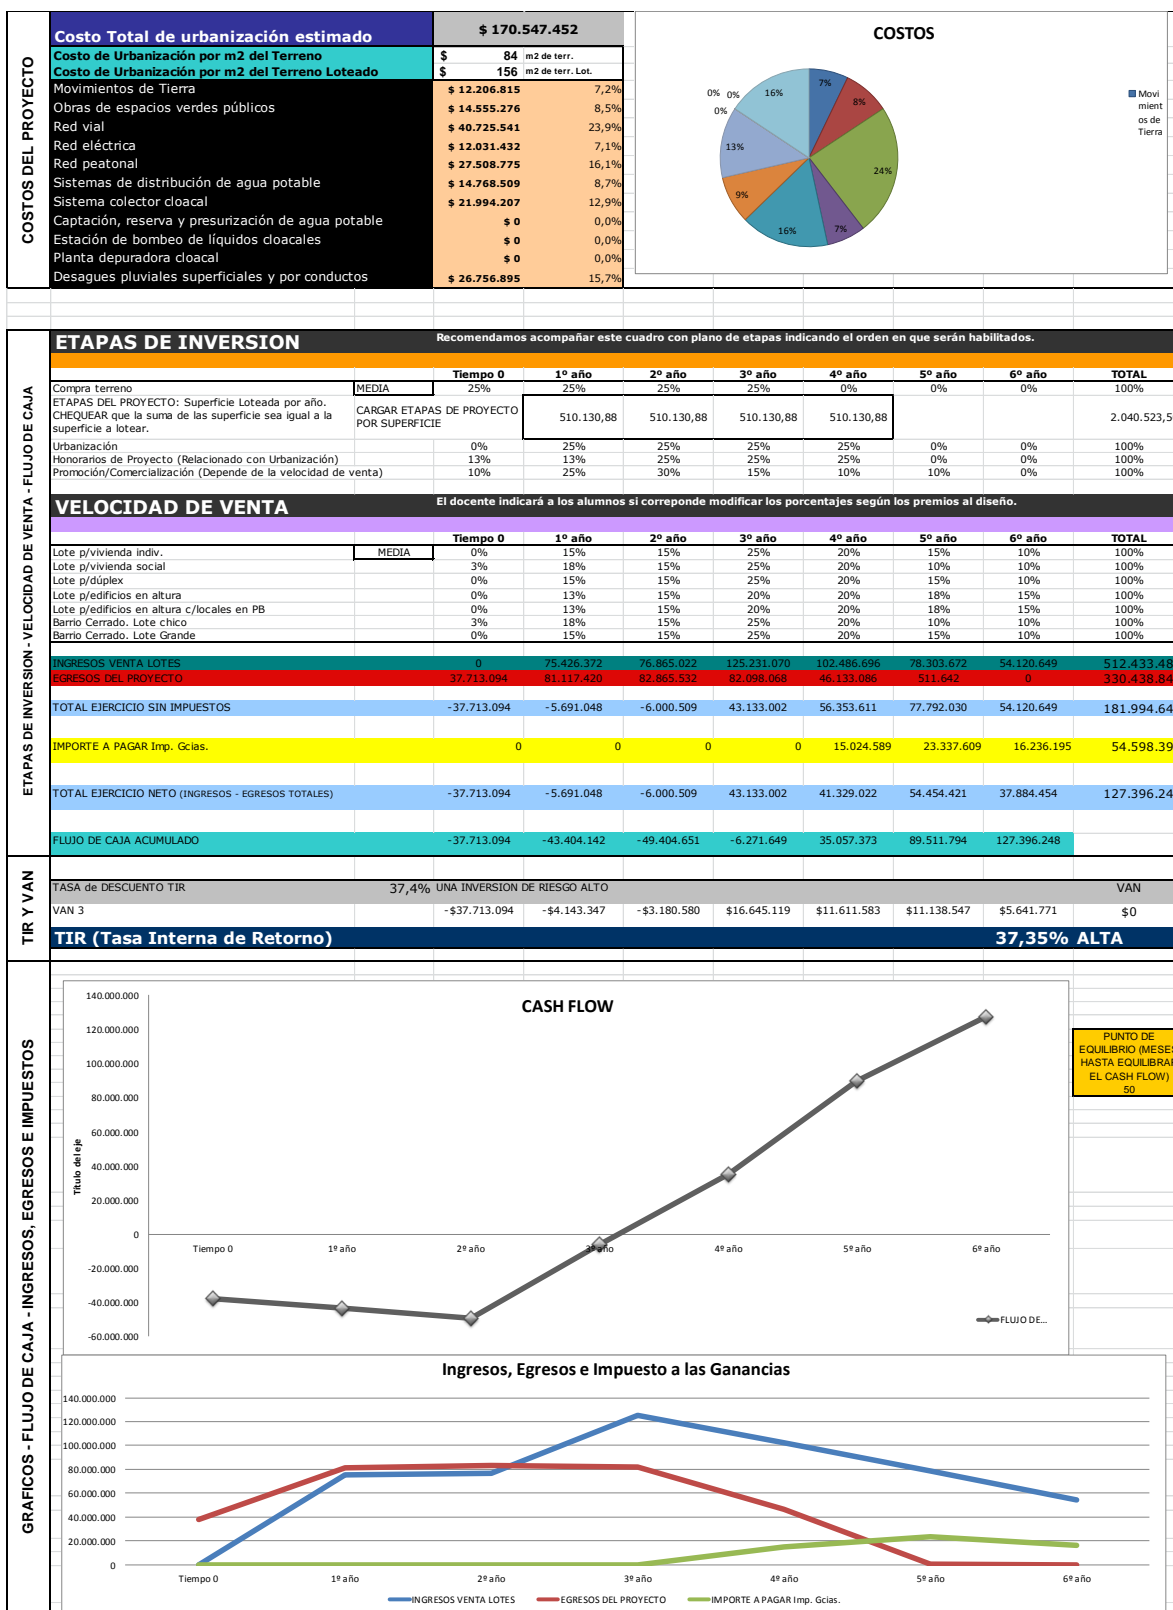 COSTOS DEL PROYECTO
Costo Total de urbanización estimado $ 170.547.452
Costo de Urbanización por m2 del Terreno $ 84 m2 de terr.
Costo de Urbanización por m2 del Terreno Loteado $ 156 m2 de terr. Lot.
Movimientos de Tierra $ 12.206.815 7,2%
Obras de espacios verdes públicos $ 14.555.276 8,5%
Red vial $ 40.725.541 23,9%
Red eléctrica $ 12.031.432 7,1%
Red peatonal $ 27.508.775 16,1%
Sistemas de distribución de agua potable $ 14.768.509 8,7%
Sistema colector cloacal $ 21.994.207 12,9%
Captación, reserva y presurización de agua potable $ 0 0,0%
Estación de bombeo de líquidos cloacales $ 0 0,0%
Planta depuradora cloacal $ 0 0,0%
Desagues pluviales superficiales y por conductos $ 26.756.895 15,7%
COSTOS
7%
8%
24%
7%
16%
9%
13%
0%
0%
0%
16%
Movi
mient
os de
Tierra
ETAPAS DE INVERSION - VELOCIDAD DE VENTA - FLUJO DE CAJA
ETAPAS DE INVERSION Recomendamos acompañar este cuadro con plano de etapas indicando el orden en que serán habilitados.
Tiempo 0 1º año 2º año 3º año 4º año 5º año 6º año TOTAL
Compra terreno MEDIA 25% 25% 25% 25% 0% 0% 0% 100%
ETAPAS DEL PROYECTO: Superficie Loteada por año.
CHEQUEAR que la suma de las superficie sea igual a la
superficie a lotear.
CARGAR ETAPAS DE PROYECTO
POR SUPERFICIE
510.130,88 510.130,88 510.130,88 510.130,88 2.040.523,5
Urbanización 0% 25% 25% 25% 25% 0% 0% 100%
Honorarios de Proyecto (Relacionado con Urbanización) 13% 13% 25% 25% 25% 0% 0% 100%
Promoción/Comercialización (Depende de la velocidad de venta) 10% 25% 30% 15% 10% 10% 0% 100%
VELOCIDAD DE VENTA El docente indicará a los alumnos si correponde modificar los porcentajes según los premios al diseño.
Tiempo 0 1º año 2º año 3º año 4º año 5º año 6º año TOTAL
Lote p/vivienda indiv. MEDIA 0% 15% 15% 25% 20% 15% 10% 100%
Lote p/vivienda social 3% 18% 15% 25% 20% 10% 10% 100%
Lote p/dúplex 0% 15% 15% 25% 20% 15% 10% 100%
Lote p/edificios en altura 0% 13% 15% 20% 20% 18% 15% 100%
Lote p/edificios en altura c/locales en PB 0% 13% 15% 20% 20% 18% 15% 100%
Barrio Cerrado. Lote chico 3% 18% 15% 25% 20% 10% 10% 100%
Barrio Cerrado. Lote Grande 0% 15% 15% 25% 20% 15% 10% 100%
INGRESOS VENTA LOTES 0 75.426.372 76.865.022 125.231.070 102.486.696 78.303.672 54.120.649 512.433.48
EGRESOS DEL PROYECTO 37.713.094 81.117.420 82.865.532 82.098.068 46.133.086 511.642 0 330.438.84
TOTAL EJERCICIO SIN IMPUESTOS -37.713.094 -5.691.048 -6.000.509 43.133.002 56.353.611 77.792.030 54.120.649 181.994.64
IMPORTE A PAGAR Imp. Gcias. 0 0 0 0 15.024.589 23.337.609 16.236.195 54.598.39
TOTAL EJERCICIO NETO (INGRESOS - EGRESOS TOTALES) -37.713.094 -5.691.048 -6.000.509 43.133.002 41.329.022 54.454.421 37.884.454 127.396.24
FLUJO DE CAJA ACUMULADO -37.713.094 -43.404.142 -49.404.651 -6.271.649 35.057.373 89.511.794 127.396.248
TIR Y VAN
TASA de DESCUENTO TIR 37,4% UNA INVERSION DE RIESGO ALTO VAN
VAN 3 -$37.713.094 -$4.143.347 -$3.180.580 $16.645.119 $11.611.583 $11.138.547 $5.641.771 $0
TIR (Tasa Interna de Retorno) 37,35% ALTA
GRAFICOS - FLUJO DE CAJA - INGRESOS, EGRESOS E IMPUESTOS
CASH FLOW
Título del eje
140.000.000
120.000.000
100.000.000
80.000.000
60.000.000
40.000.000
20.000.000
0
-20.000.000
-40.000.000
-60.000.000
Tiempo 0 1º año 2º año 3º año 4º año 5º año 6º año
FLUJO DE...
PUNTO DE
EQUILIBRIO (MESES
HASTA EQUILIBRAR
EL CASH FLOW)
50
Ingresos, Egresos e Impuesto a las Ganancias
140.000.000
120.000.000
100.000.000
80.000.000
60.000.000
40.000.000
20.000.000
0
Tiempo 0 1º año 2º año 3º año 4º año 5º año 6º año
INGRESOS VENTA LOTES EGRESOS DEL PROYECTO IMPORTE A PAGAR Imp. Gcias.